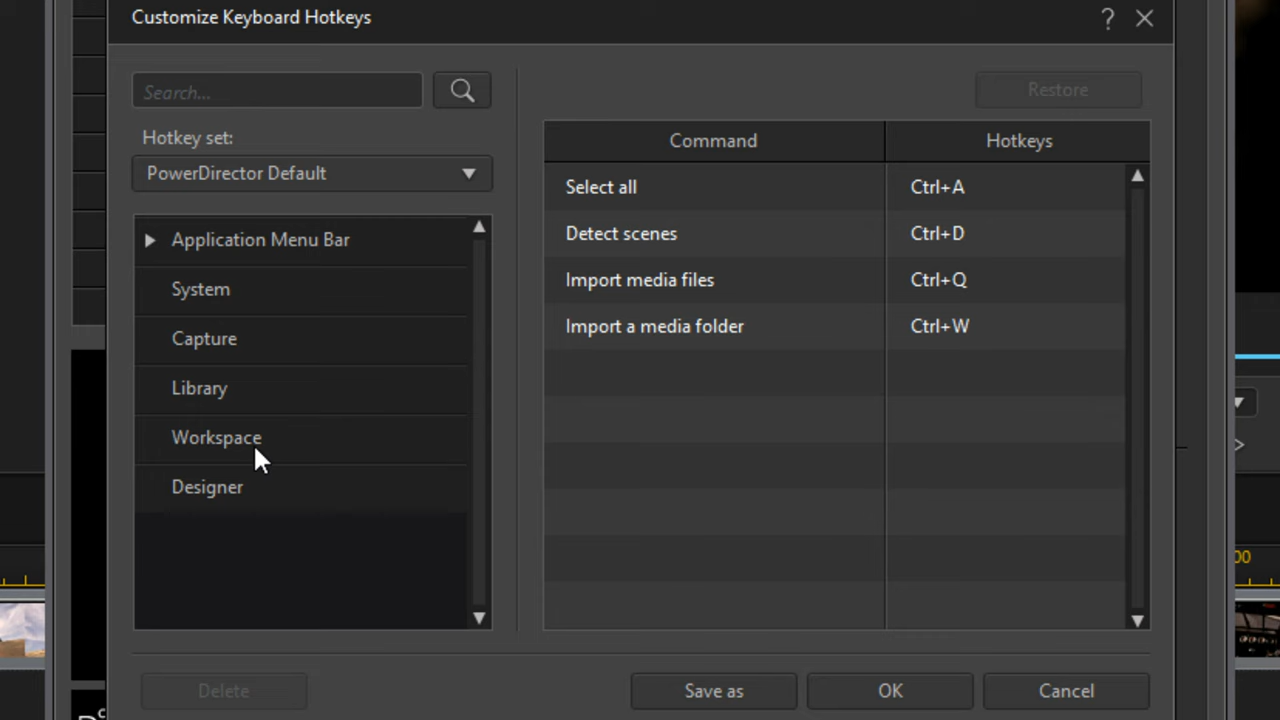 Customize Keyboard Hotkeys
?
Search...
Restore
Hotkey set:
PowerDirector Default
Command Hotkeys
Select all Ctrl+A
Detect scenes Ctrl+D
Import media files Ctrl+Q
Import a media folder Ctrl+W
Application Menu Bar
System
Capture
Library
Workspace
Designer
00
Delete
Save as
OK
Cancel